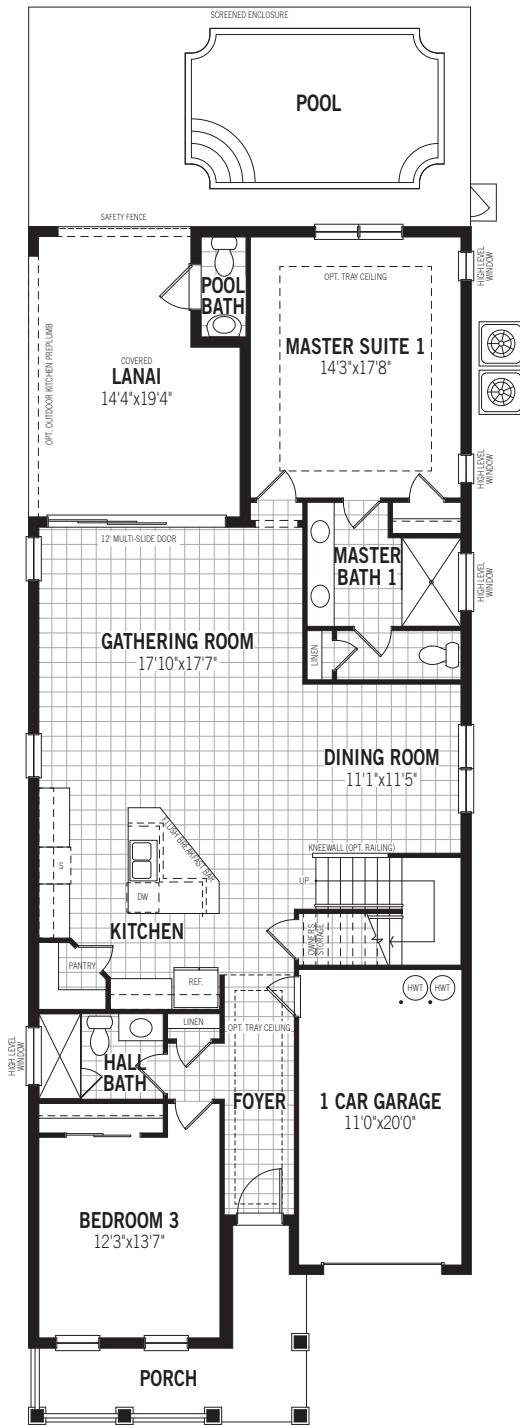 SCREENED ENCLOSURE
POOL
SAFETY FENCE
POOL
BATH
OPT. TRAY CEILING
HIGH LEVEL
WINDOW
MASTER SUITE 1
14'3"x17'8"
COVERED
LANAI
14'4"x19'4"
OPT. OUTDOOR KITCHEN PREPLUMB
HIGH LEVEL
WINDOW
12' MULTI-SLIDE DOOR
MASTER
BATH 1
HIGH LEVEL
WINDOW
GATHERING ROOM
17'10"x17'7"
LINEN
DINING ROOM
11'1"x11'5"
FLUSH BREAKFAST BAR
KNEEWALL (OPT. RAILING)
S
UP
DW
KITCHEN
OWNER'S
STORAGE
PANTRY
REF.
HWT
HWT
LINEN
OPT. TRAY CEILING
HIGH LEVEL
WINDOW
HALL
BATH
FOYER
1 CAR GARAGE
11'0"x20'0"
BEDROOM 3
12'3"x13'7"
PORCH